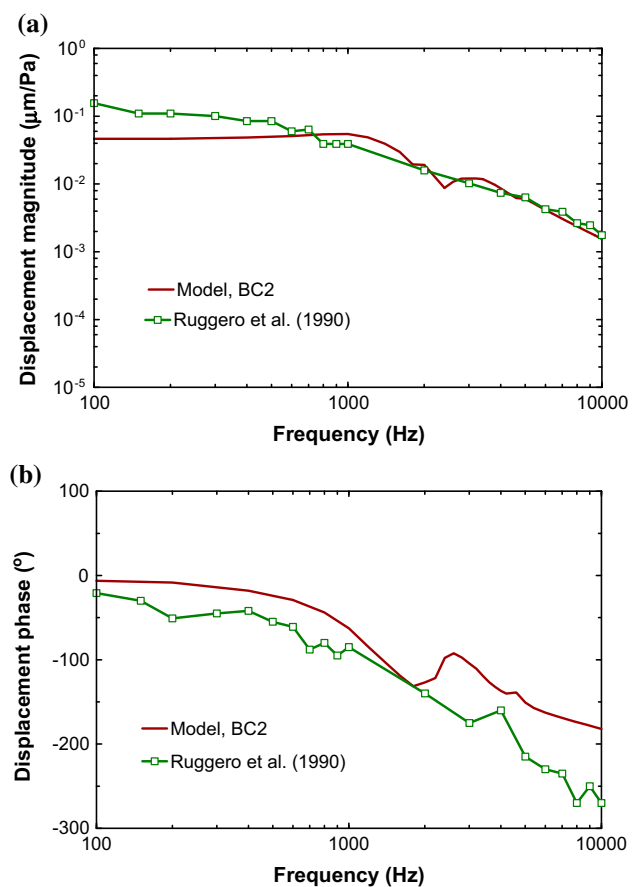 (a)
Displacement magnitude (μm/Pa)
10⁰
10⁻¹
10⁻²
10⁻³
10⁻⁴
10⁻⁵
Model, BC2
Ruggero et al. (1990)
100 1000 10000
Frequency (Hz)
(b)
Displacement phase (º)
100
0
-100
-200
-300
Model, BC2
Ruggero et al. (1990)
100 1000 10000
Frequency (Hz)